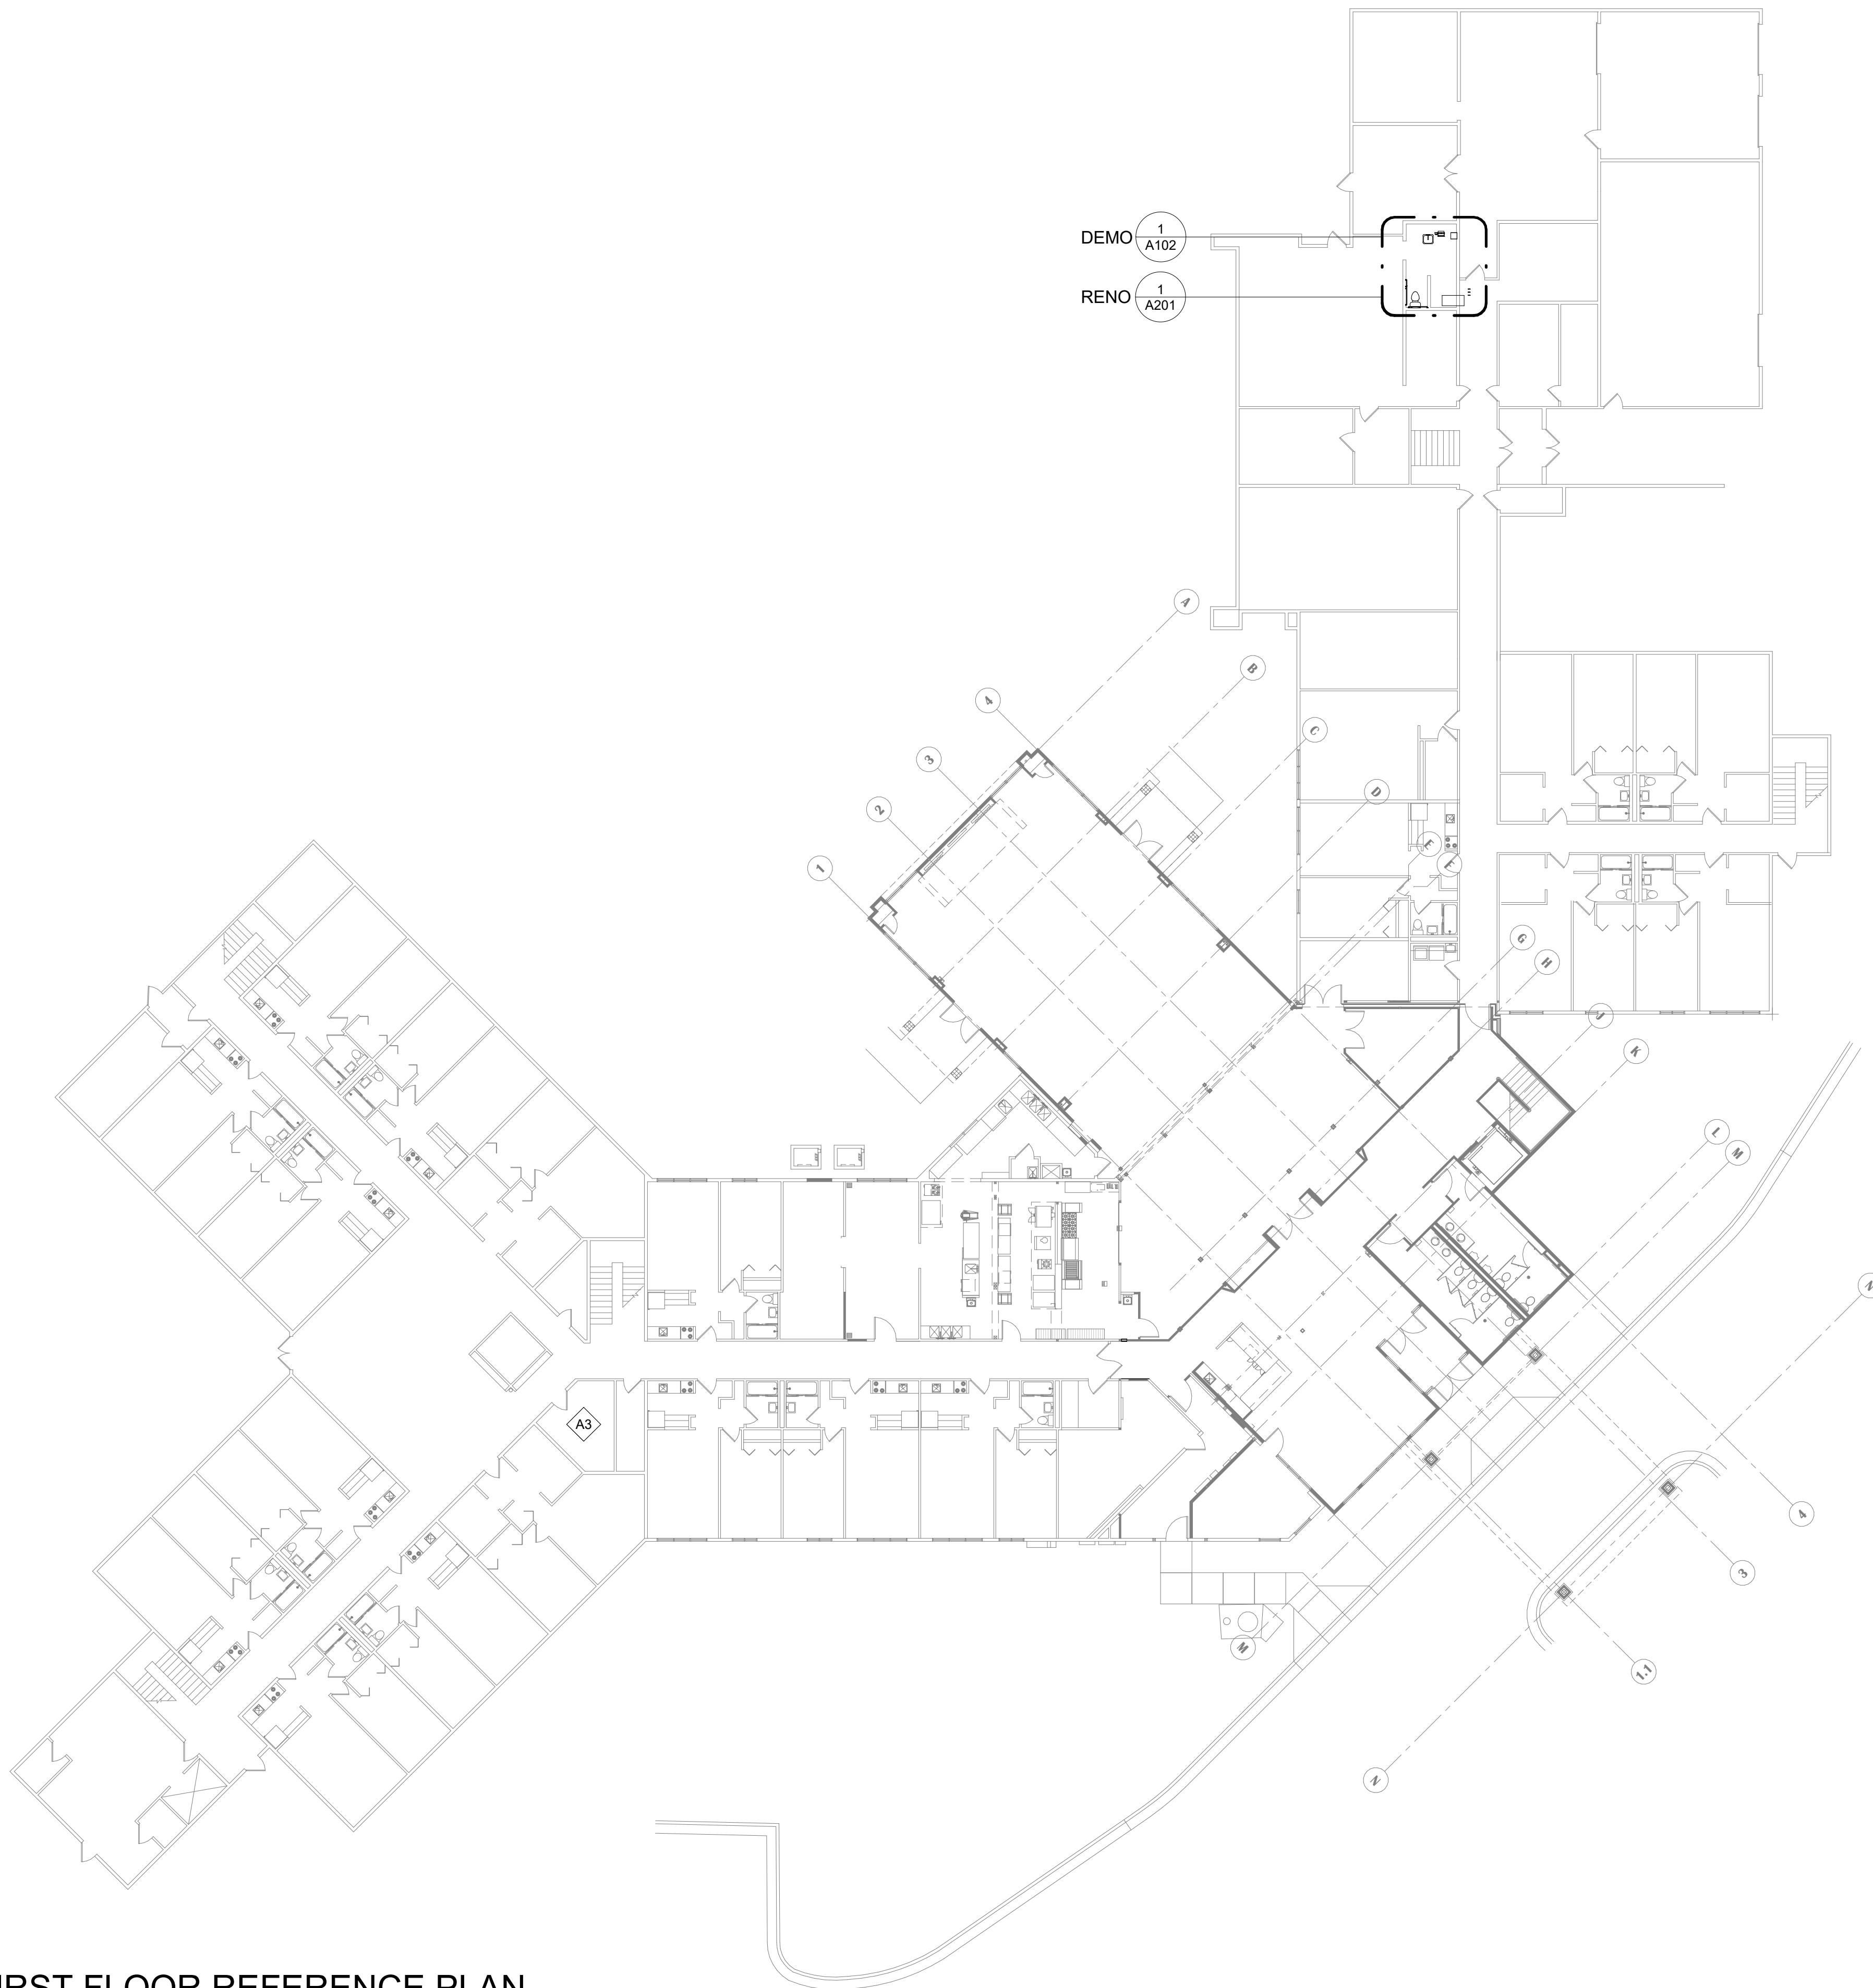 DEMO
1
A102
RENO
1
A201
A
B
4
C
3
D
2
E
F
1
G
H
J
K
L
M
N
A3
4
3
M
1.1
N
IRST FLOOR REFERENCE PLAN